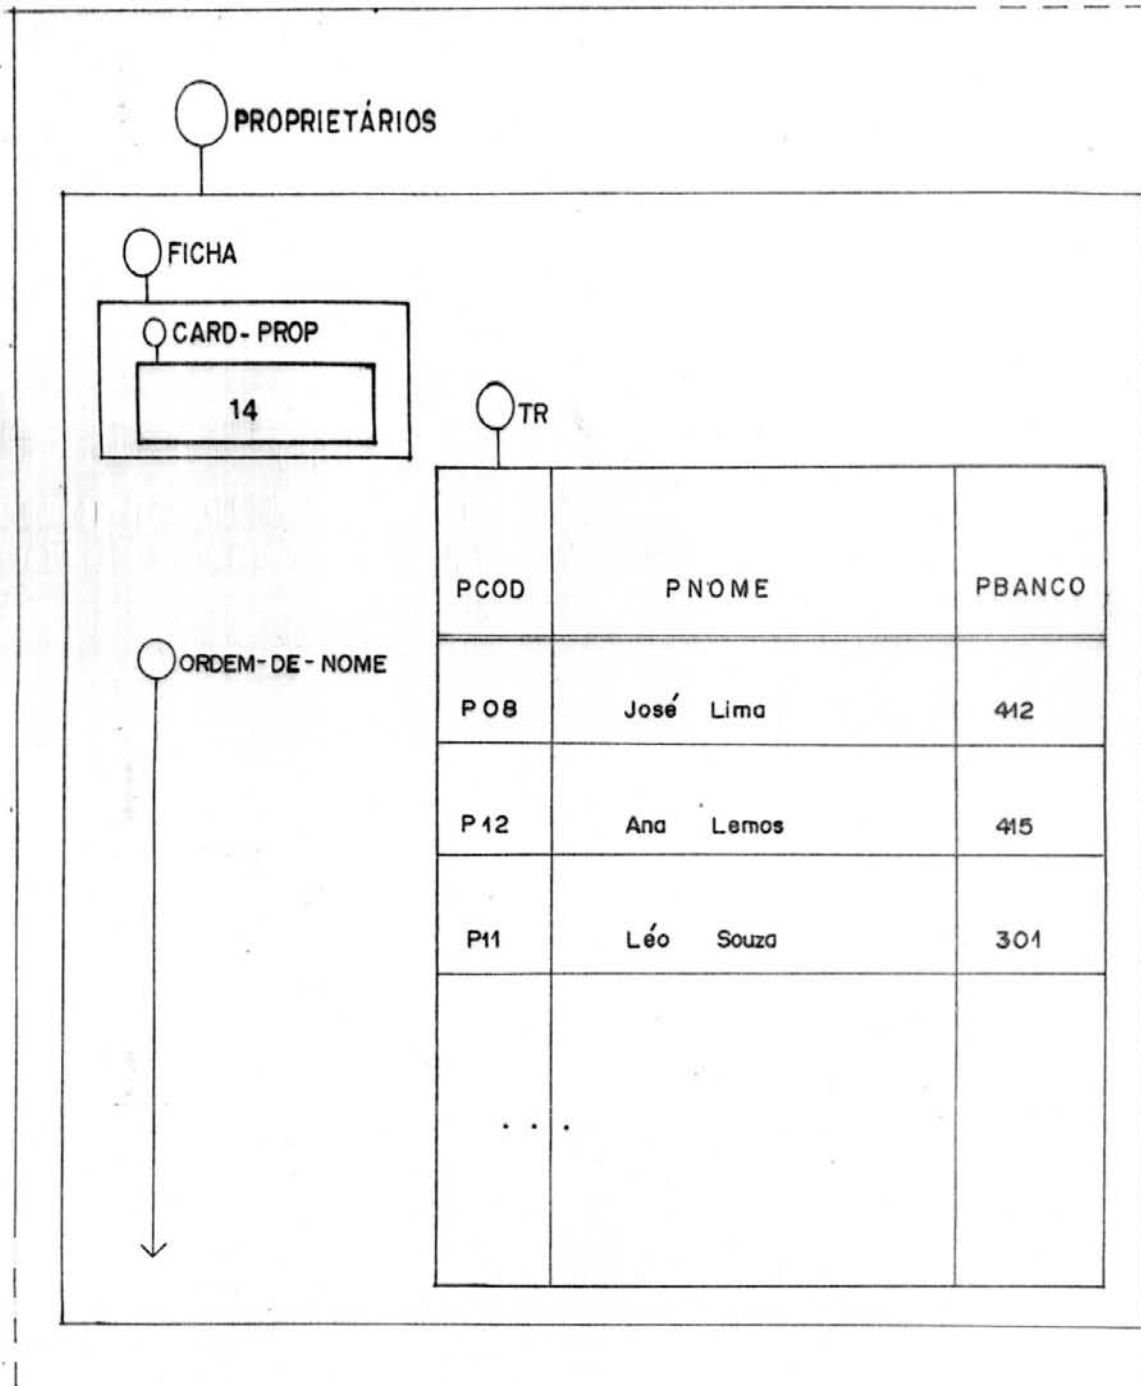 PROPRIETÁRIOS
FICHA
CARD-PROP
14
TR
PCOD PNOME PBANCO
ORDEM-DE-NOME
P08 José Lima 412
P12 Ana Lemos 415
P11 Léo Souza 301
...